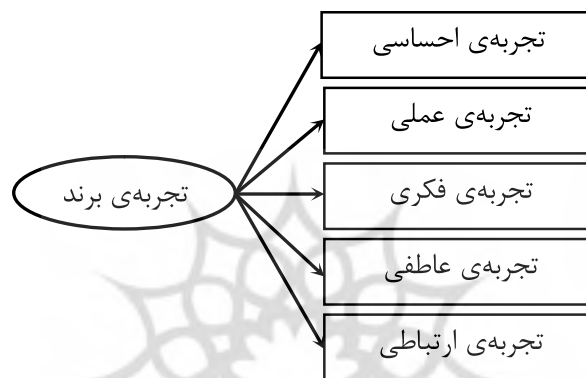 تجربه‌ی احساسی
تجربه‌ی عملی
تجربه‌ی برند
تجربه‌ی فکری
تجربه‌ی عاطفی
تجربه‌ی ارتباطی